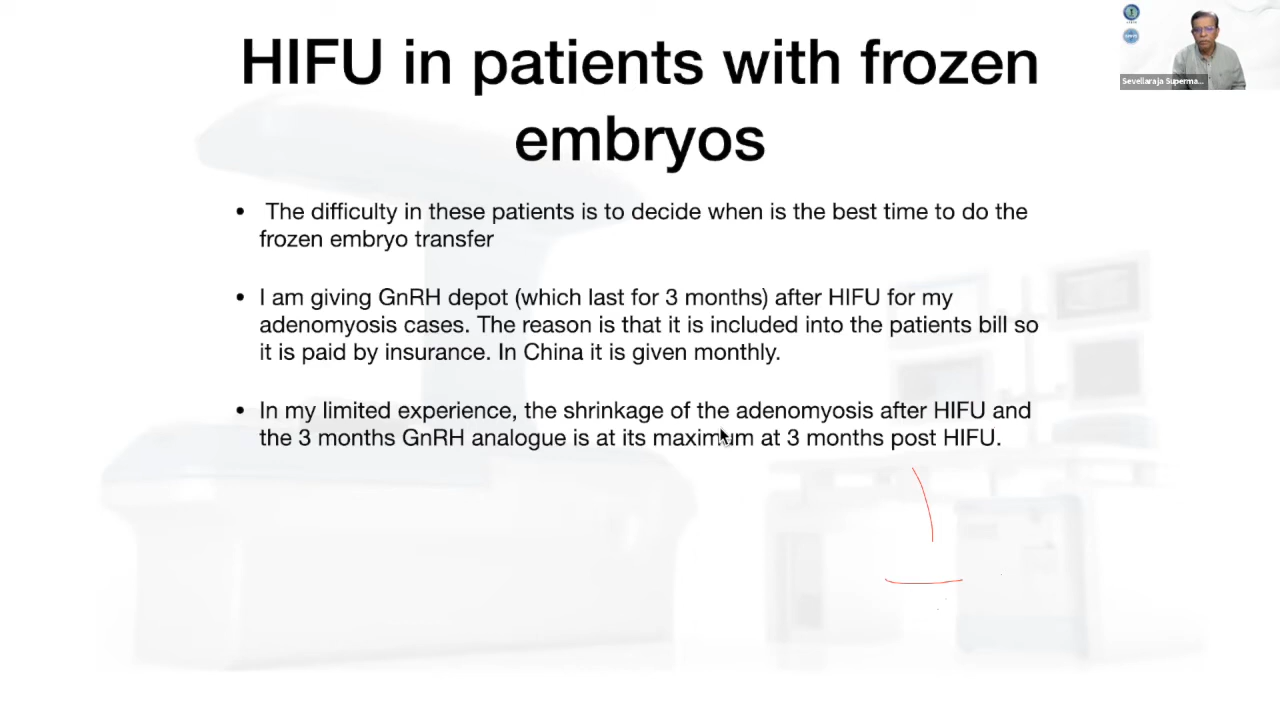 HIFU in patients with frozen
embryos
• The difficulty in these patients is to decide when is the best time to do the
frozen embryo transfer
• I am giving GnRH depot (which last for 3 months) after HIFU for my
adenomyosis cases. The reason is that it is included into the patients bill so
it is paid by insurance. In China it is given monthly.
• In my limited experience, the shrinkage of the adenomyosis after HIFU and
the 3 months GnRH analogue is at its maximum at 3 months post HIFU.
Sevellaraja Superma...